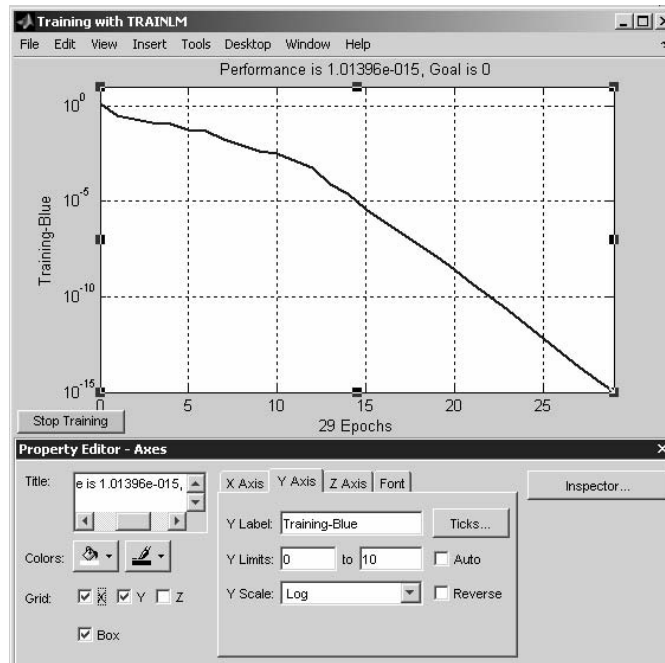 Training with TRAINLM
File Edit View Insert Tools Desktop Window Help
Performance is 1.01396e-015, Goal is 0
10^0
10^-5
10^-10
10^-15
Training-Blue
0 5 10 15 20 25
29 Epochs
Stop Training
Property Editor - Axes
Title: e is 1.01396e-015,
Colors:
Grid: X Y Z
Box
X Axis Y Axis Z Axis Font
Y Label: Training-Blue Ticks...
Y Limits: 0 to 10 Auto
Y Scale: Log Reverse
Inspector...